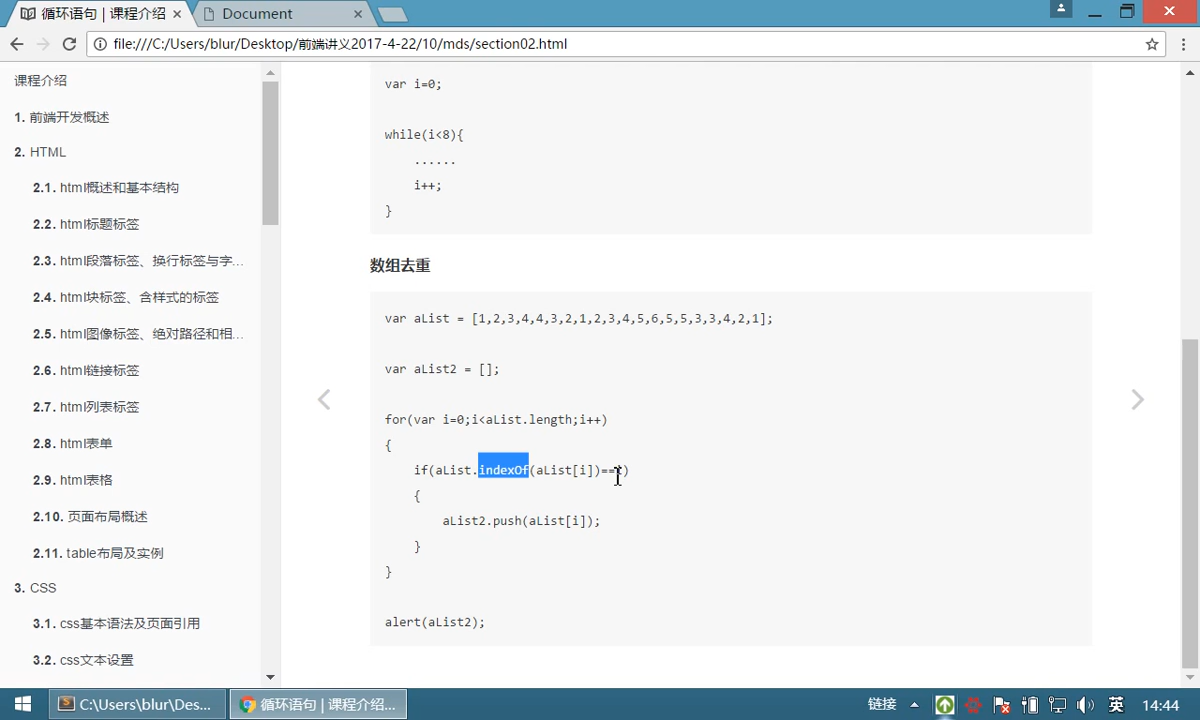 循环语句 | 课程介绍
Document
file:///C:/Users/blur/Desktop/前端讲义2017-4-22/10/mds/section02.html
课程介绍
1. 前端开发概述
2. HTML
2.1. html概述和基本结构
2.2. html标题标签
2.3. html段落标签、换行标签与字...
2.4. html块标签、含样式的标签
2.5. html图像标签、绝对路径和相...
2.6. html链接标签
2.7. html列表标签
2.8. html表单
2.9. html表格
2.10. 页面布局概述
2.11. table布局及实例
3. CSS
3.1. css基本语法及页面引用
3.2. css文本设置
var i=0;
while(i<8){
......
i++;
}
数组去重
var aList = [1,2,3,4,4,3,2,1,2,3,4,5,6,5,5,3,3,4,2,1];
var aList2 = [];
for(var i=0;i<aList.length;i++)
{
if(aList.indexOf(aList[i])==i)
{
aList2.push(aList[i]);
}
}
alert(aList2);
C:\Users\blur\Des...
循环语句 | 课程介绍...
链接
英
14:44